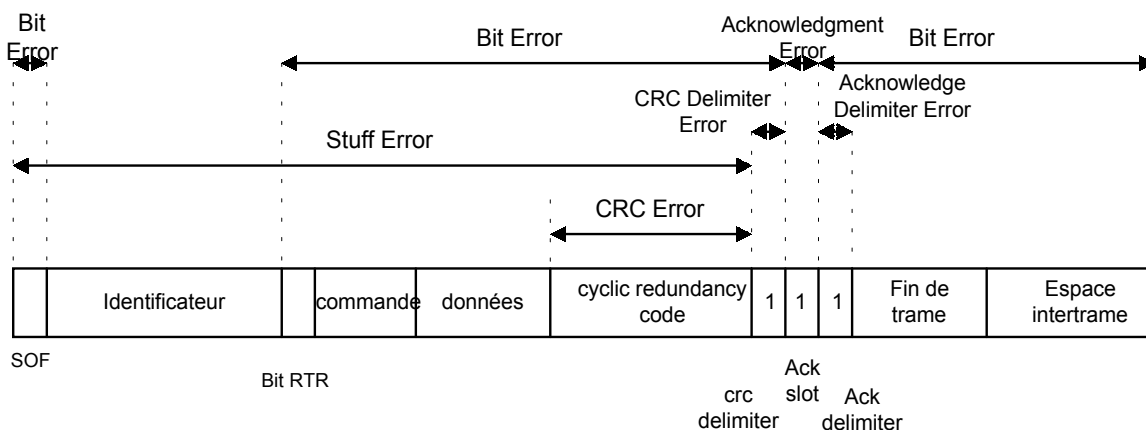 Bit
Error
Bit Error
Acknowledgment
Error
Bit Error
CRC Delimiter
Error
Acknowledge
Delimiter Error
Stuff Error
CRC Error
Identificateur
commande
données
cyclic redundancy
code
1
1
1
Fin de
trame
Espace
intertrame
SOF
Bit RTR
crc
delimiter
Ack
slot
Ack
delimiter